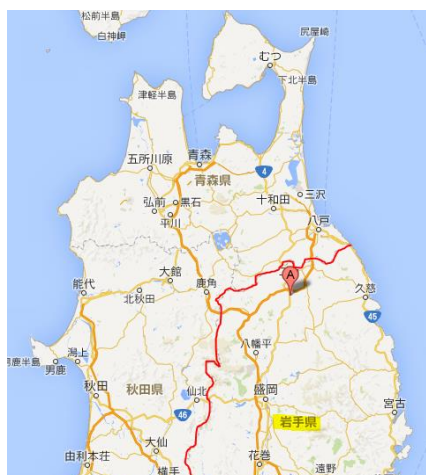 松前半島
白神岬
尻屋崎
むつ
下北半島
津軽半島
五所川原
青森
青森県
4
三沢
十和田
弘前
黒石
平川
八戸
A
能代
大館
北秋田
鹿角
久慈
45
男鹿半島
潟上
男鹿
八幡平
秋田
秋田県
仙北
46
盛岡
岩手県
宮古
大仙
由利本荘
横手
花巻
遠野